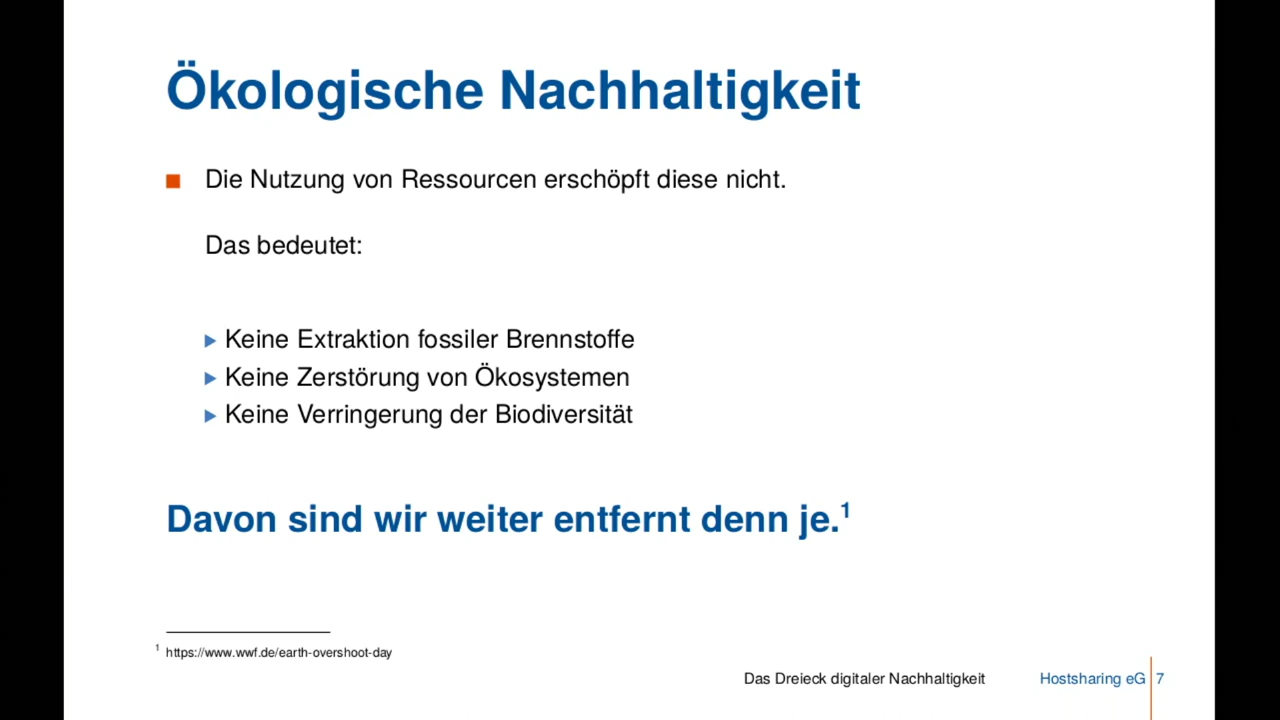 Ökologische Nachhaltigkeit
■ Die Nutzung von Ressourcen erschöpft diese nicht.
Das bedeutet:
▶ Keine Extraktion fossiler Brennstoffe
▶ Keine Zerstörung von Ökosystemen
▶ Keine Verringerung der Biodiversität
Davon sind wir weiter entfernt denn je.¹
¹ https://www.wwf.de/earth-overshoot-day
Das Dreieck digitaler Nachhaltigkeit Hostsharing eG 7